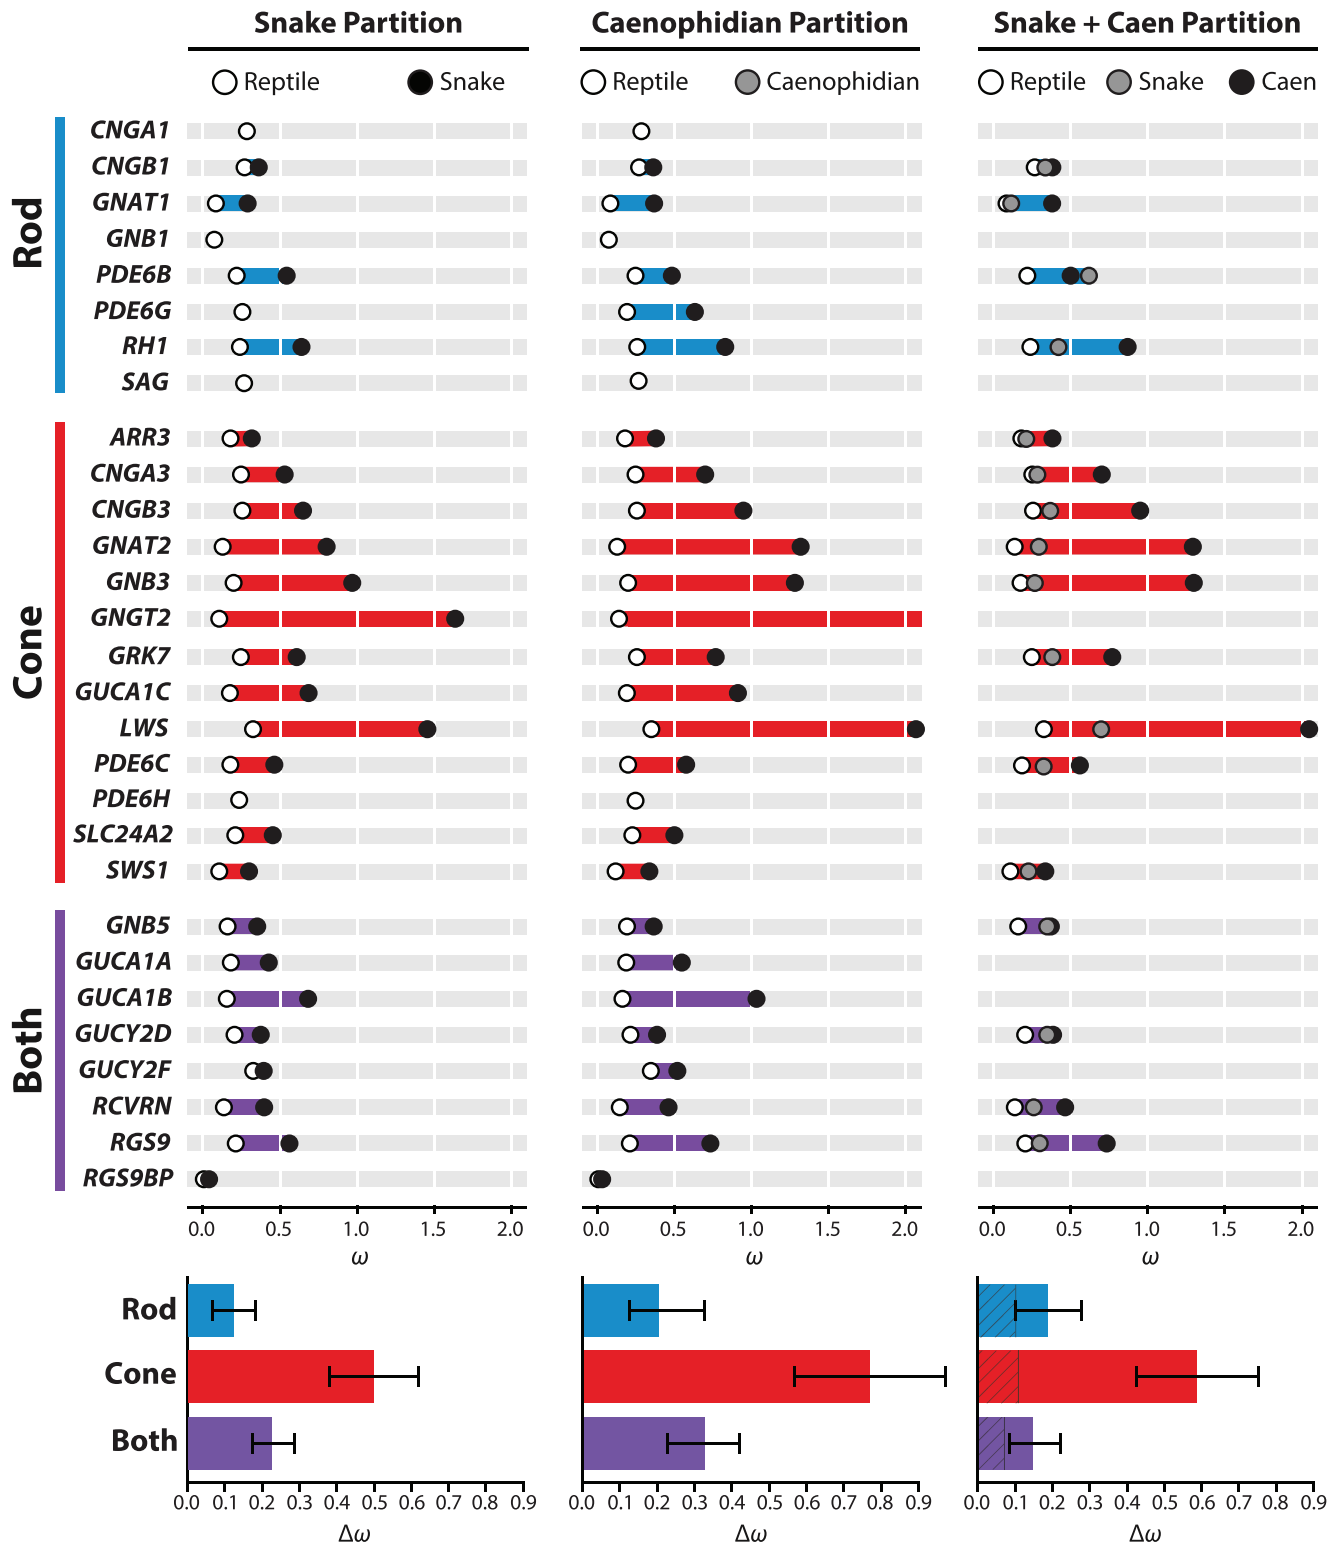 Snake Partition
Caenophidian Partition
Snake + Caen Partition
Reptile Snake
Reptile Caenophidian
Reptile Snake Caen
Rod
CNGA1
CNGB1
GNAT1
GNB1
PDE6B
PDE6G
RH1
SAG
Cone
ARR3
CNGA3
CNGB3
GNAT2
GNB3
GNGT2
GRK7
GUCA1C
LWS
PDE6C
PDE6H
SLC24A2
SWS1
Both
GNB5
GUCA1A
GUCA1B
GUCY2D
GUCY2F
RCVRN
RGS9
RGS9BP
0.0 0.5 1.0 1.5 2.0
ω
0.0 0.5 1.0 1.5 2.0
ω
0.0 0.5 1.0 1.5 2.0
ω
Rod
Cone
Both
0.0 0.1 0.2 0.3 0.4 0.5 0.6 0.7 0.8 0.9
Δω
0.0 0.1 0.2 0.3 0.4 0.5 0.6 0.7 0.8 0.9
Δω
0.0 0.1 0.2 0.3 0.4 0.5 0.6 0.7 0.8 0.9
Δω